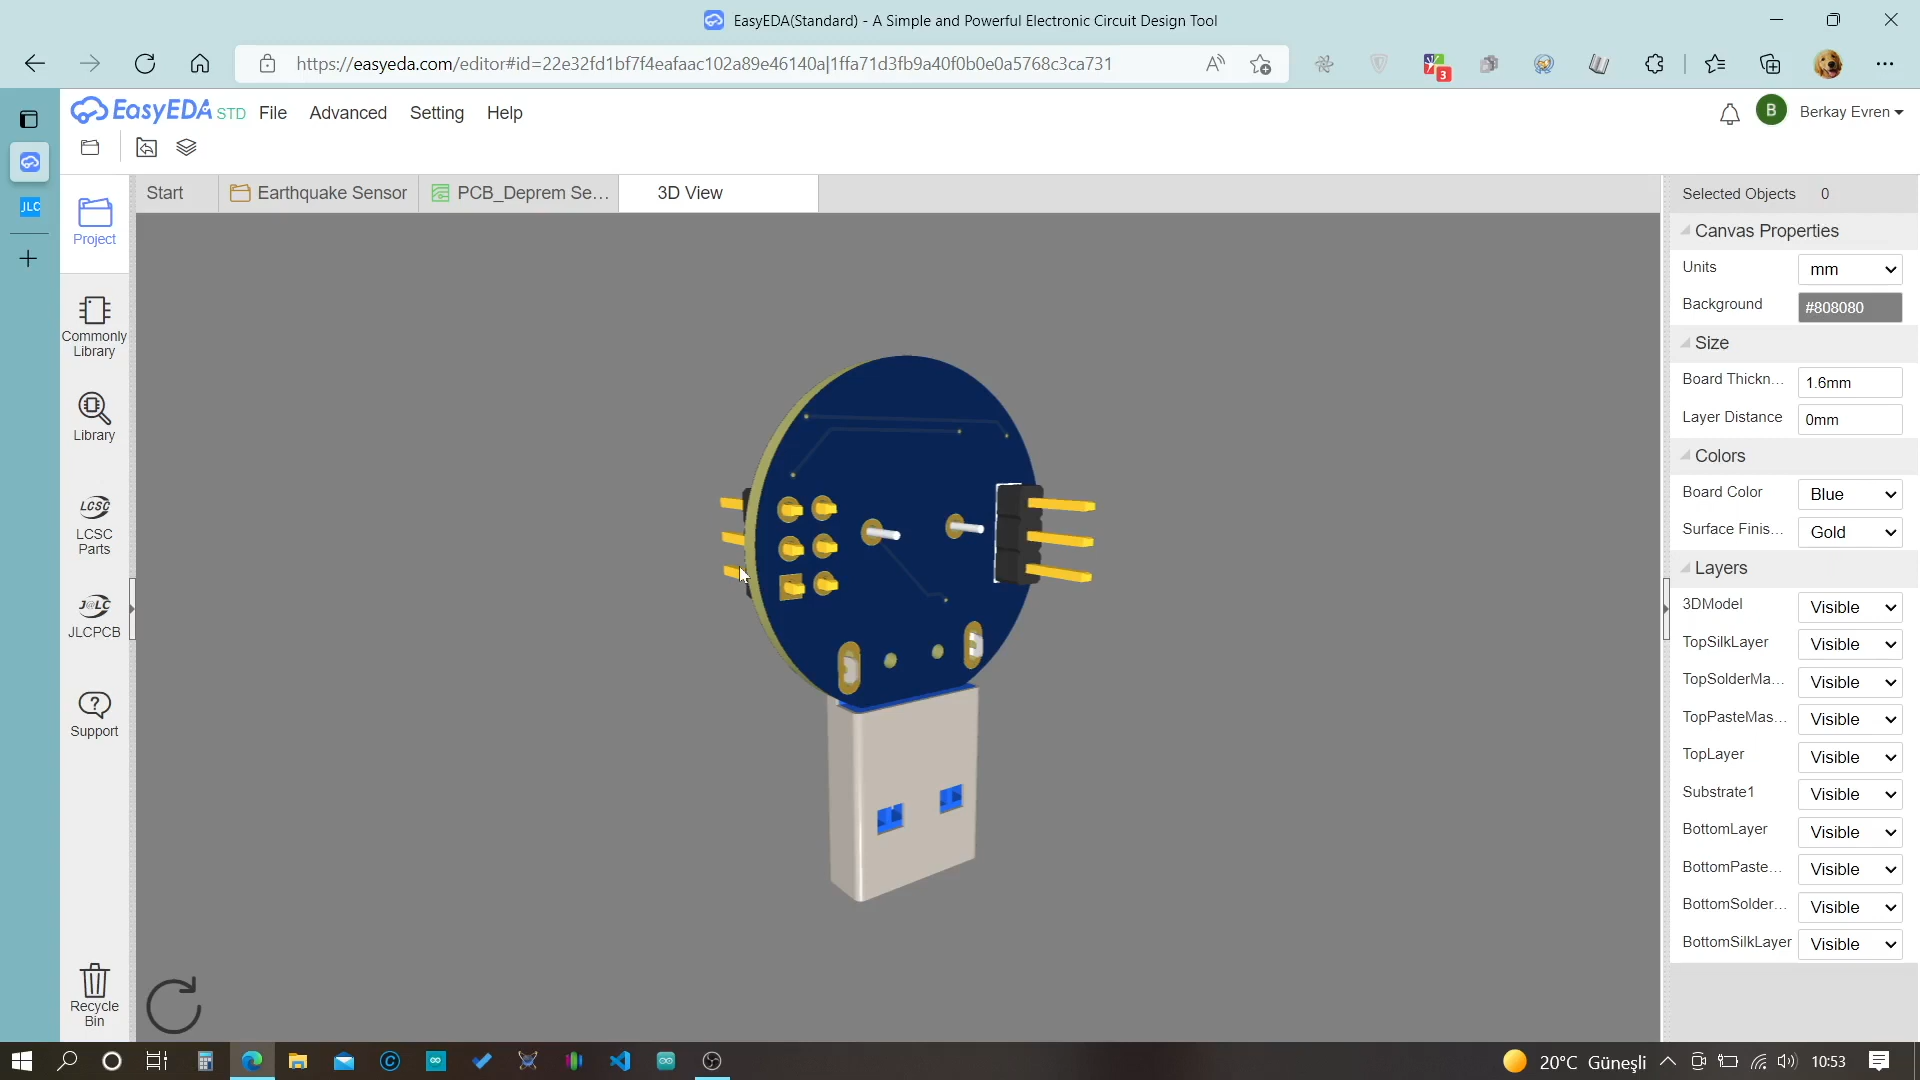 EasyEDA(Standard) - A Simple and Powerful Electronic Circuit Design Tool
https://easyeda.com/editor#id=22e32fd1bf7f4eafaac102a89e46140a|1ffa71d3fb9a40f0b0e0a5768c3ca731
3
EasyEDA STD File Advanced Setting Help
B Berkay Evren
JLC
Start Earthquake Sensor PCB_Deprem Se... 3D View
Project
Commonly
Library
Library
LCSC
LCSC
Parts
J@LC
JLCPCB
Support
Recycle
Bin
Selected Objects 0
Canvas Properties
Units mm
Background #808080
Size
Board Thickn... 1.6mm
Layer Distance 0mm
Colors
Board Color Blue
Surface Finis... Gold
Layers
3DModel Visible
TopSilkLayer Visible
TopSolderMa... Visible
TopPasteMas... Visible
TopLayer Visible
Substrate1 Visible
BottomLayer Visible
BottomPaste... Visible
BottomSolder... Visible
BottomSilkLayer Visible
20°C Güneşli 10:53